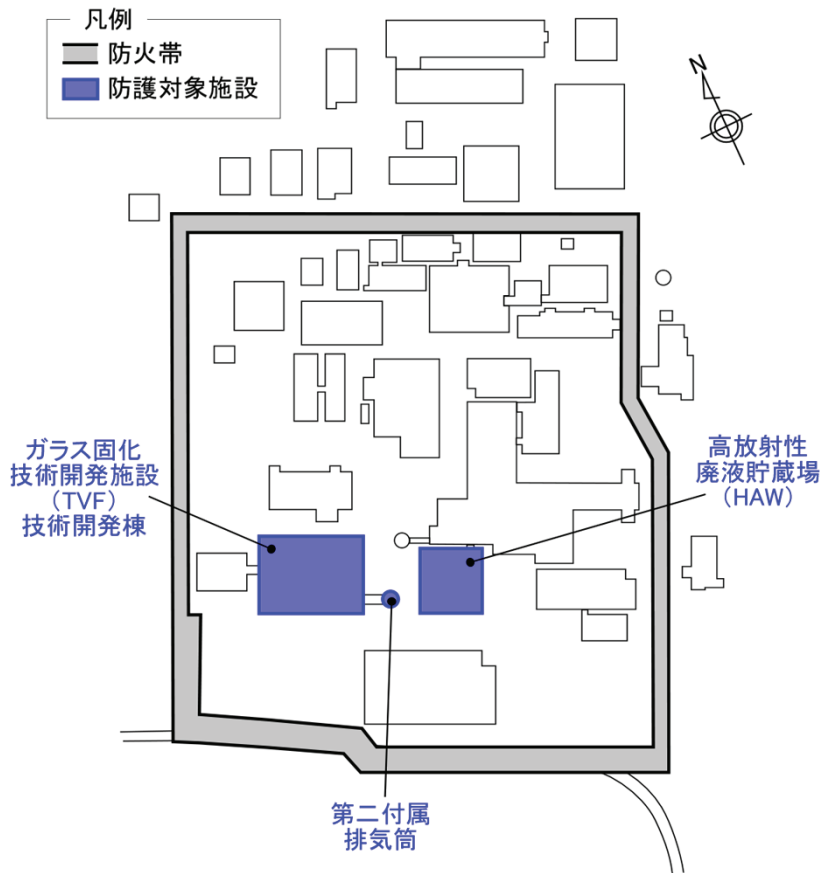 凡例
防火帯
防護対象施設
N
ガラス固化
技術開発施設
（TVF）
技術開発棟
高放射性
廃液貯蔵場
（HAW）
第二付属
排気筒